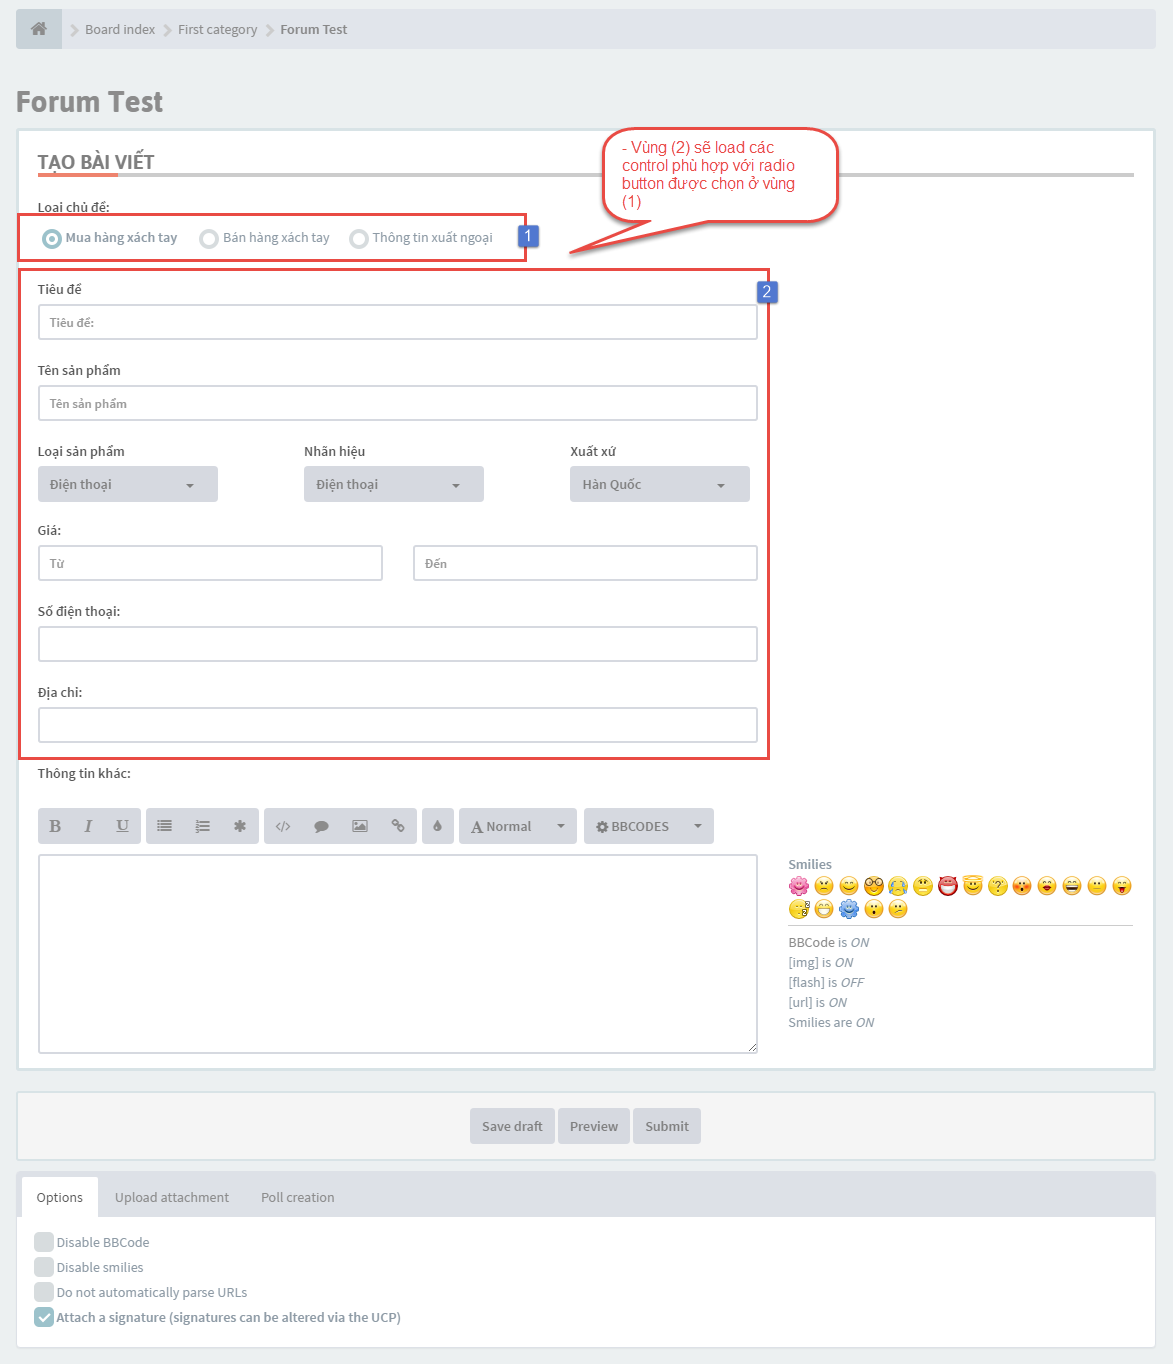 Board index First category Forum Test
Forum Test
TẠO BÀI VIẾT
- Vùng (2) sẽ load các
control phù hợp với radio
button được chọn ở vùng
(1)
Loại chủ đề:
Mua hàng xách tay Bán hàng xách tay Thông tin xuất ngoại 1
2
Tiêu đề
Tiêu đề:
Tên sản phẩm
Tên sản phẩm
Loại sản phẩm Nhãn hiệu Xuất xứ
Điện thoại Điện thoại Hàn Quốc
Giá:
Từ Đến
Số điện thoại:
Địa chỉ:
Thông tin khác:
B I U A Normal BBCODES
Smilies
BBCode is ON
[img] is ON
[flash] is OFF
[url] is ON
Smilies are ON
Save draft Preview Submit
Options Upload attachment Poll creation
Disable BBCode
Disable smilies
Do not automatically parse URLs
Attach a signature (signatures can be altered via the UCP)